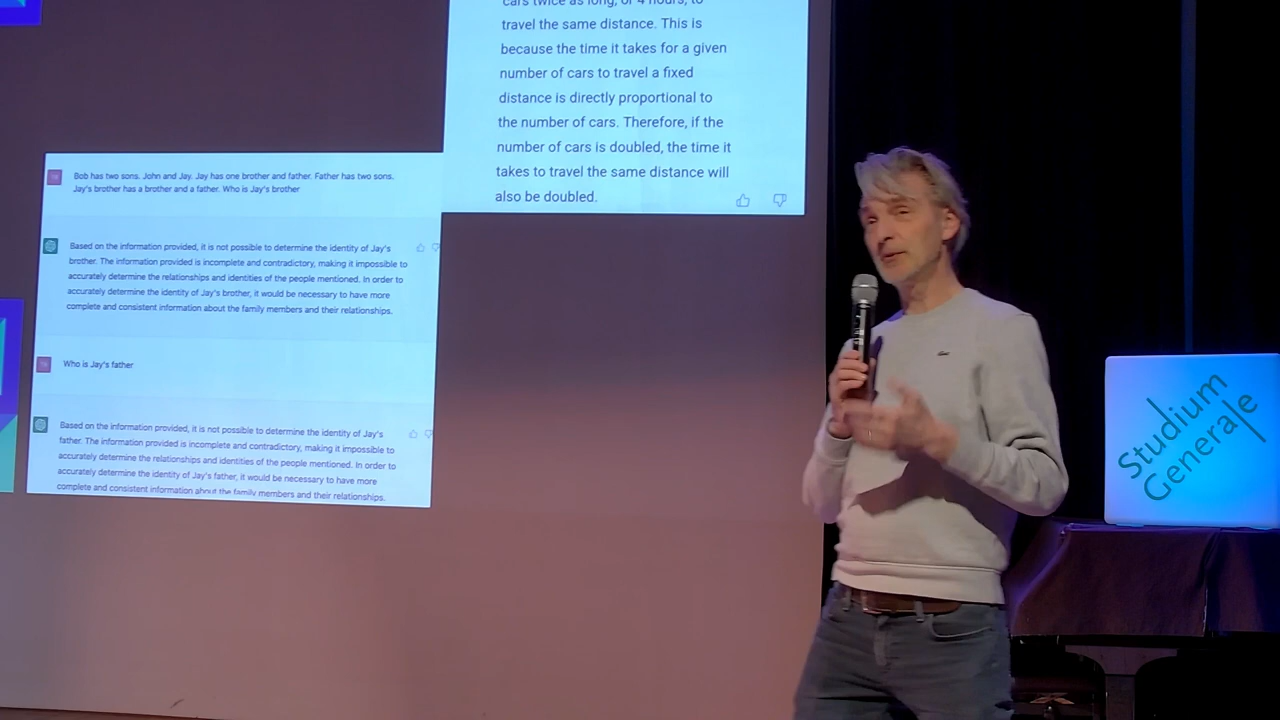 cars twice as long, or 4 hours, to
travel the same distance. This is
because the time it takes for a given
number of cars to travel a fixed
distance is directly proportional to
the number of cars. Therefore, if the
number of cars is doubled, the time it
takes to travel the same distance will
also be doubled.
Bob has two sons. John and Jay. Jay has one brother and father. Father has two sons.
Jay's brother has a brother and a father. Who is Jay's brother
Based on the information provided, it is not possible to determine the identity of Jay's
brother. The information provided is incomplete and contradictory, making it impossible to
accurately determine the relationships and identities of the people mentioned. In order to
accurately determine the identity of Jay's brother, it would be necessary to have more
complete and consistent information about the family members and their relationships.
Who is Jay's father
Based on the information provided, it is not possible to determine the identity of Jay's
father. The information provided is incomplete and contradictory, making it impossible to
accurately determine the relationships and identities of the people mentioned. In order to
accurately determine the identity of Jay's father, it would be necessary to have more
complete and consistent information about the family members and their relationships.
Studium
Generale